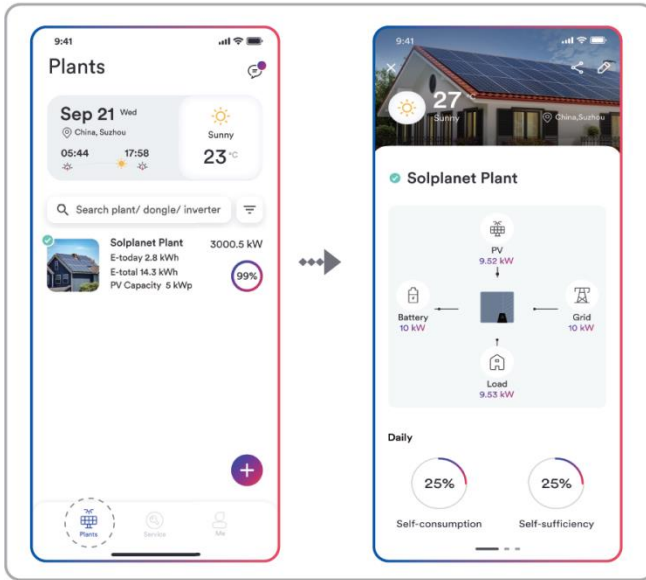 9:41
Plants
Sep 21 Wed
China, Suzhou
05:44 17:58
Sunny
23 °C
Search plant/ dongle/ inverter
Solplanet Plant 3000.5 kW
E-today 2.8 kWh
E-total 14.3 kWh
PV Capacity 5 kWp
99%
Plants Service Me
9:41
27 °C
Sunny
China,Suzhou
Solplanet Plant
PV
9.52 kW
Battery
10 kW
Grid
10 kW
Load
9.53 kW
Daily
25% 25%
Self-consumption Self-sufficiency